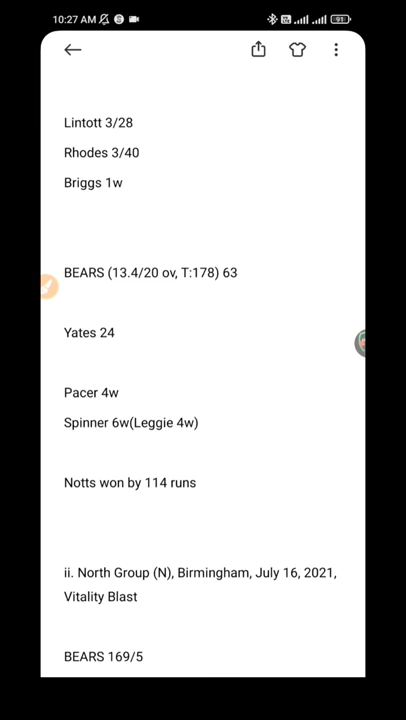 10:27 AM
91
Lintott 3/28
Rhodes 3/40
Briggs 1w
BEARS (13.4/20 ov, T:178) 63
Yates 24
Pacer 4w
Spinner 6w(Leggie 4w)
Notts won by 114 runs
ii. North Group (N), Birmingham, July 16, 2021,
Vitality Blast
BEARS 169/5